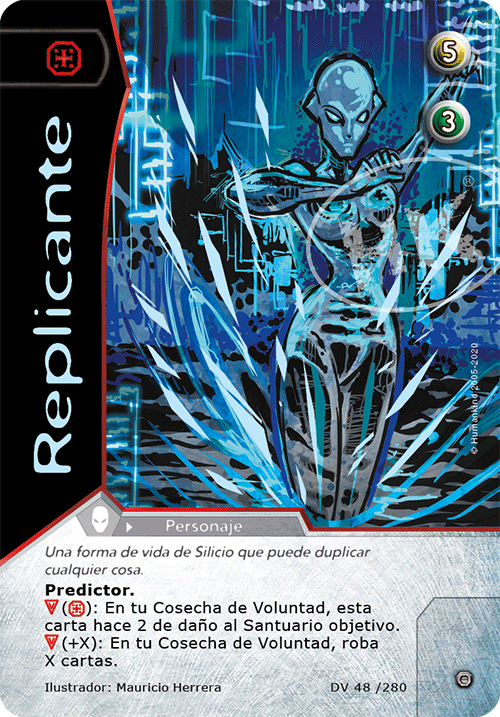 Replicante
5
3
®
© Humankind 2005-2020
Personaje
Una forma de vida de Silicio que puede duplicar
cualquier cosa.
Predictor.
(): En tu Cosecha de Voluntad, esta
carta hace 2 de daño al Santuario objetivo.
(+X): En tu Cosecha de Voluntad, roba
X cartas.
Ilustrador: Mauricio Herrera DV 48 /280